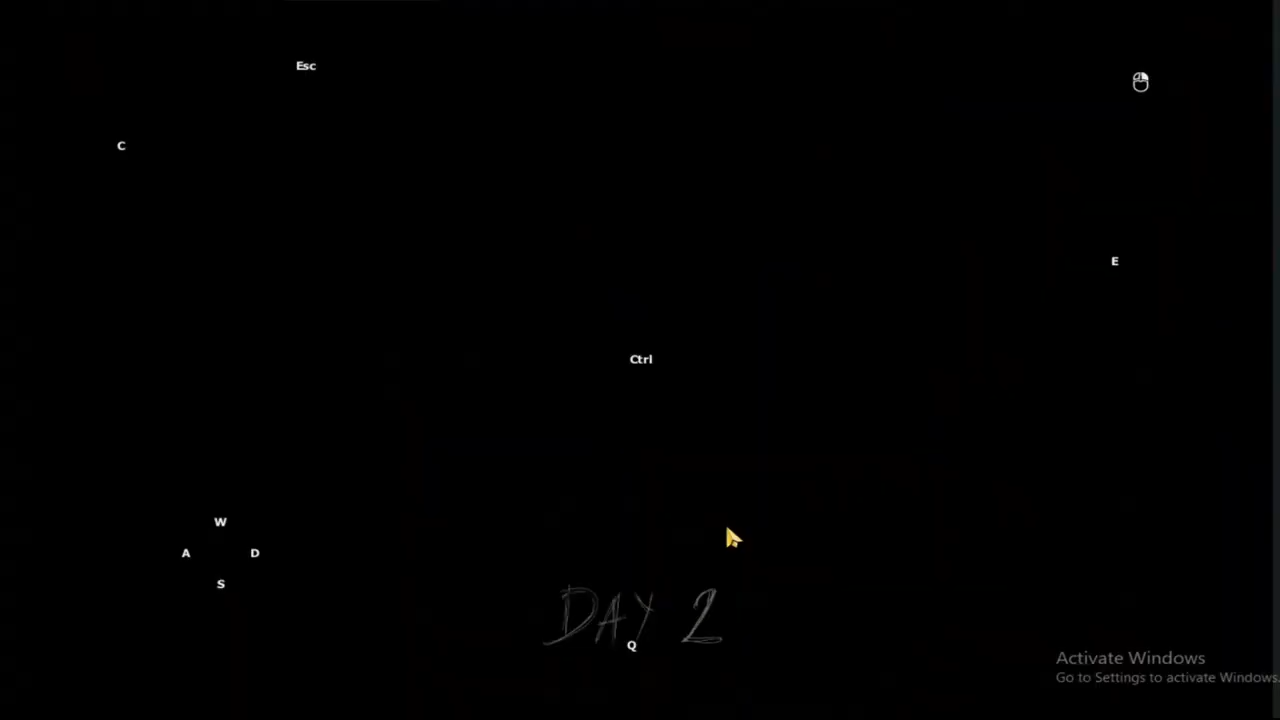 Esc
C
E
Ctrl
W
A D
S
DAY 2
Q
Activate Windows
Go to Settings to activate Windows.